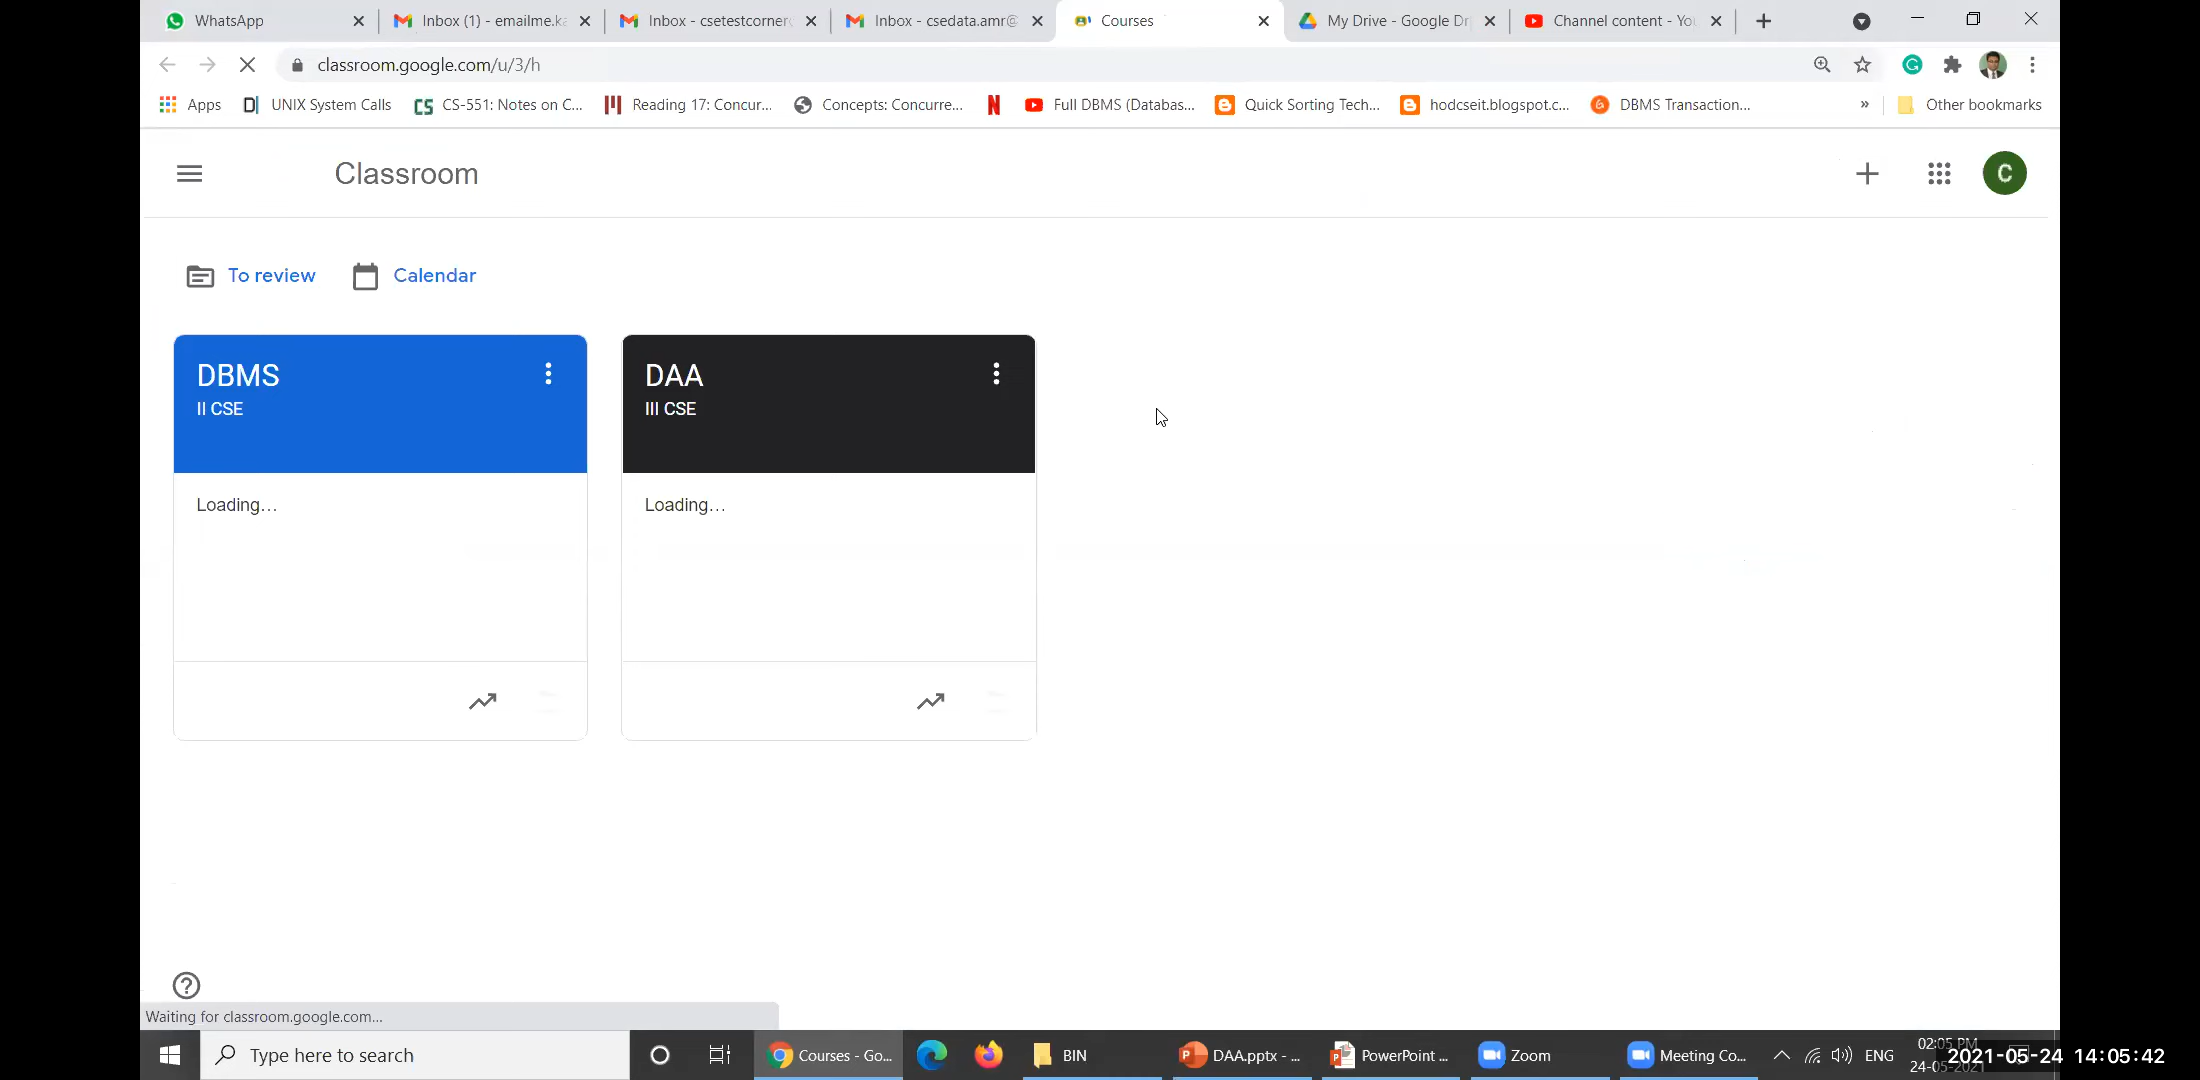 WhatsApp
Inbox (1) - emailme.ka
Inbox - csetestcorner
Inbox - csedata.amr@
Courses
My Drive - Google Dr
Channel content - You
classroom.google.com/u/3/h
Apps
UNIX System Calls
CS-551: Notes on C...
Reading 17: Concur...
Concepts: Concurre...
N
Full DBMS (Databas...
Quick Sorting Tech...
hodcseit.blogspot.c...
DBMS Transaction...
»
Other bookmarks
Classroom
C
To review
Calendar
DBMS
II CSE
Loading...
DAA
III CSE
Loading...
Waiting for classroom.google.com...
Type here to search
Courses - Go...
BIN
DAA.pptx - ...
PowerPoint ...
Zoom
Meeting Co...
ENG
02:05 PM
24-05-2021
2021-05-24 14:05:42